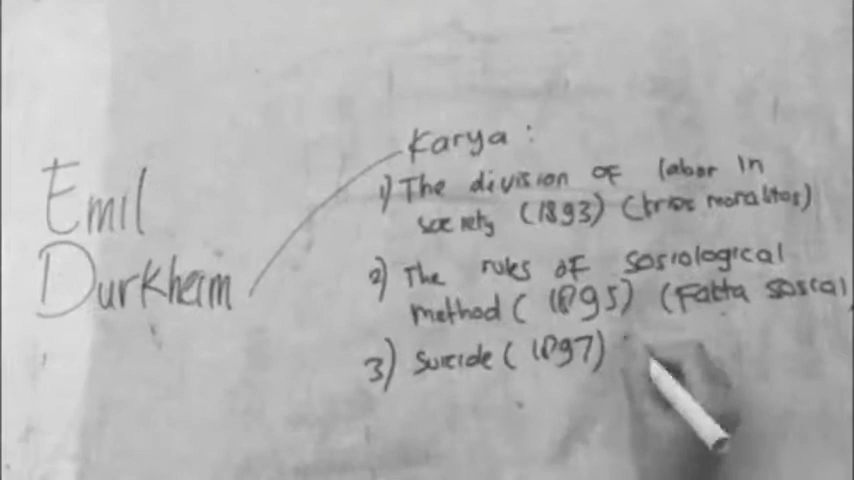 Emil
Durkheim
Karya :
1) The division of labor in
society (1893) (krisis moralitas)
2) The rules of sosiological
method ( 1895) (Fakta sosial
3) Suicide ( 1897)